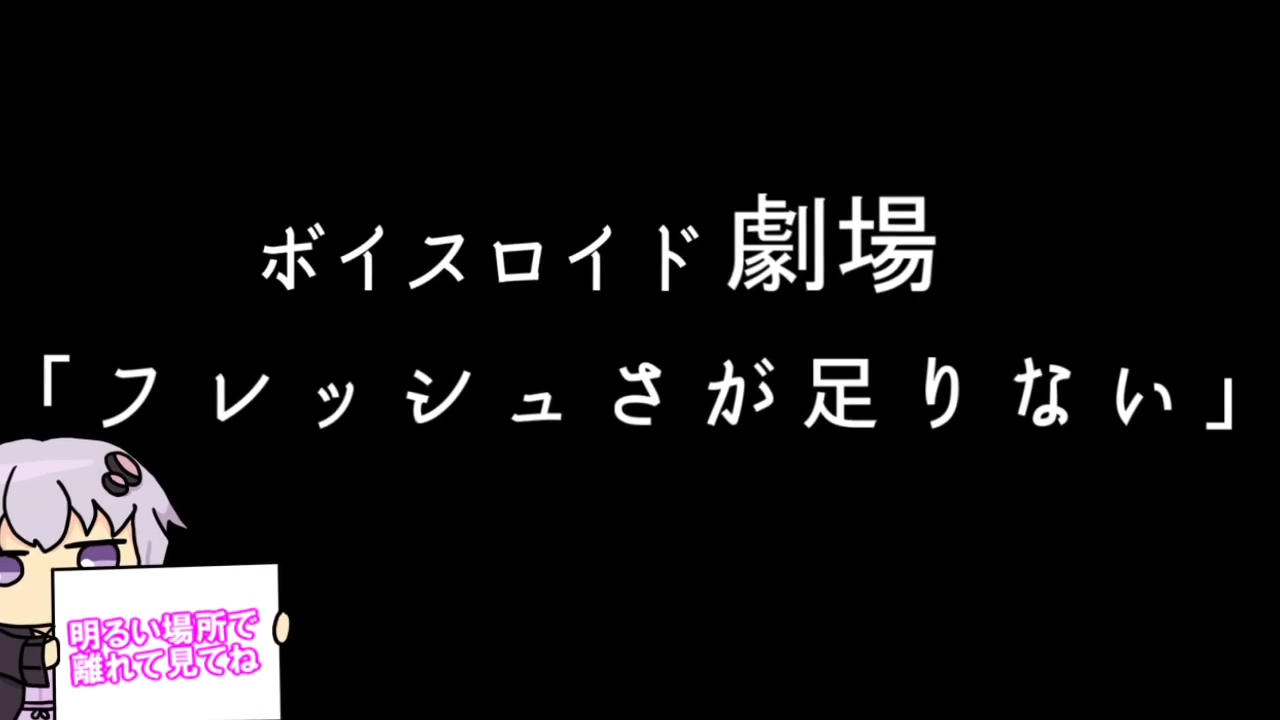 ボイスロイド劇場
「フレッシュさが足りない」
明るい場所で
離れて見てね